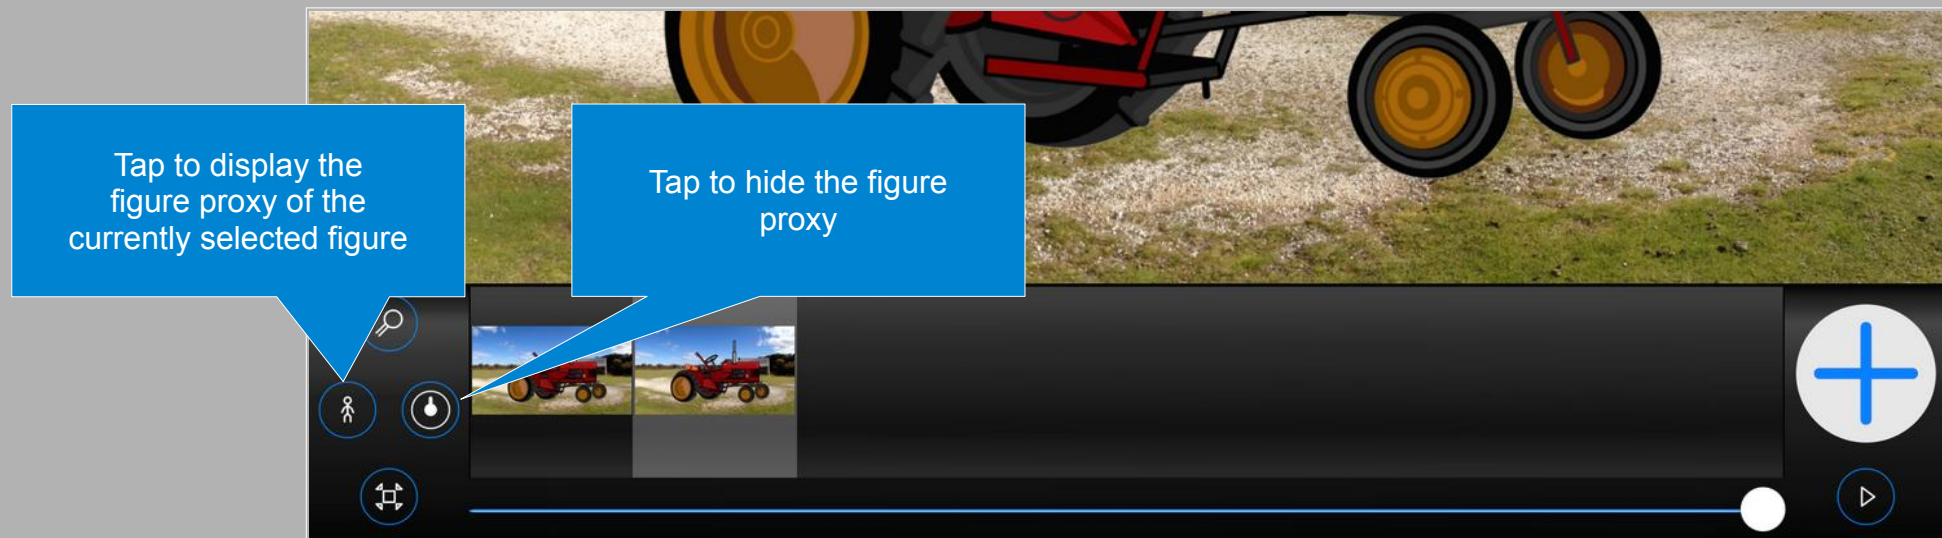 Tap to display the
figure proxy of the
currently selected figure
Tap to hide the figure
proxy